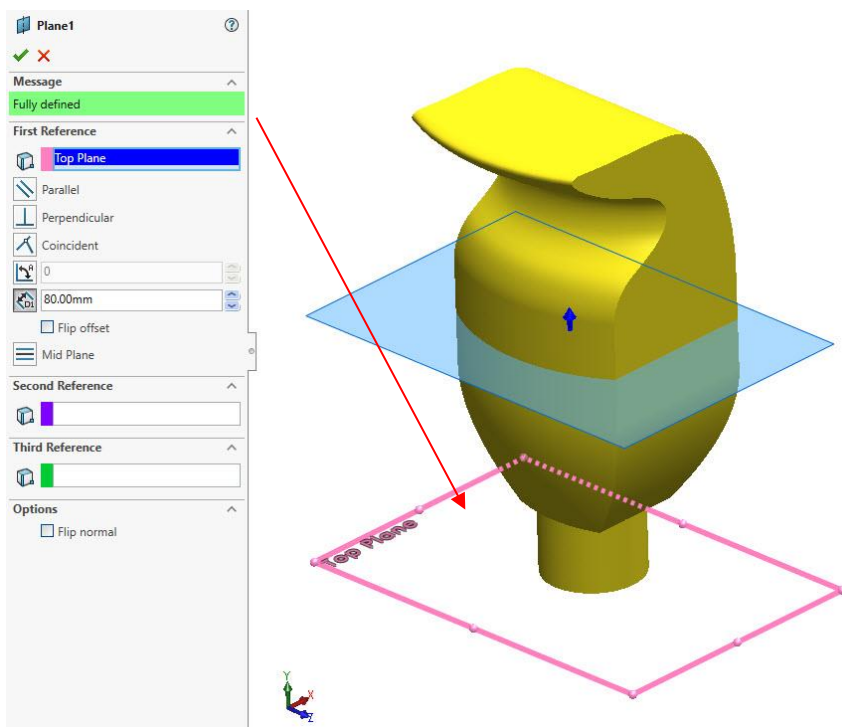 Plane1
Message
Fully defined
First Reference
Top Plane
Parallel
Perpendicular
Coincident
0
80.00mm
Flip offset
Mid Plane
Second Reference
Third Reference
Options
Flip normal
Top Plane
Y
X
Z